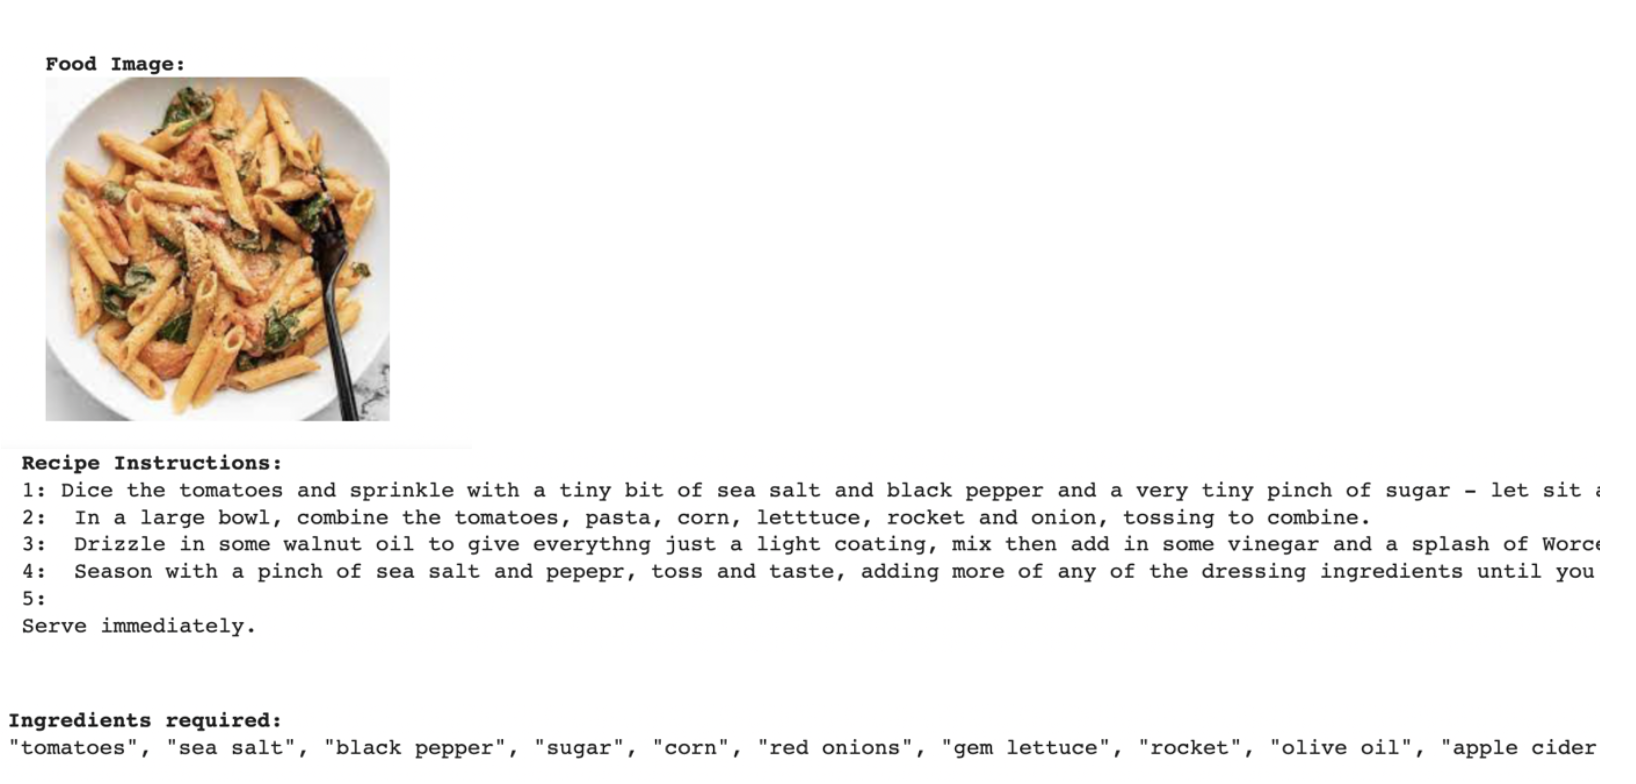 Food Image:
Recipe Instructions:
1: Dice the tomatoes and sprinkle with a tiny bit of sea salt and black pepper and a very tiny pinch of sugar – let sit
2: In a large bowl, combine the tomatoes, pasta, corn, letttuce, rocket and onion, tossing to combine.
3: Drizzle in some walnut oil to give everythng just a light coating, mix then add in some vinegar and a splash of Worce
4: Season with a pinch of sea salt and pepepr, toss and taste, adding more of any of the dressing ingredients until you
5:
Serve immediately.
Ingredients required:
"tomatoes", "sea salt", "black pepper", "sugar", "corn", "red onions", "gem lettuce", "rocket", "olive oil", "apple cider